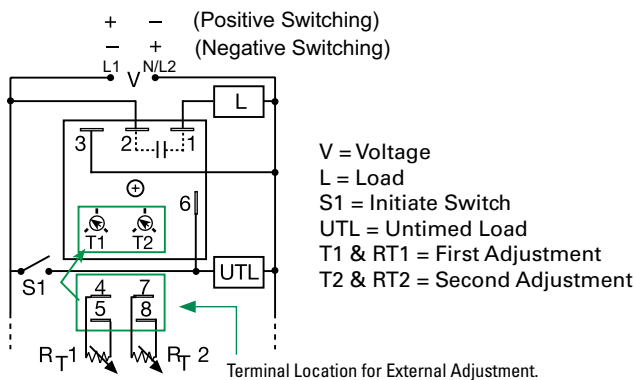 + – (Positive Switching)
– + (Negative Switching)
L1 V N/L2
L
3 2 1
V = Voltage
L = Load
S1 = Initiate Switch
UTL = Untimed Load
T1 & RT1 = First Adjustment
T2 & RT2 = Second Adjustment
6
T1 T2
S1
UTL
4 7
5 8
RT1 RT2
Terminal Location for External Adjustment.